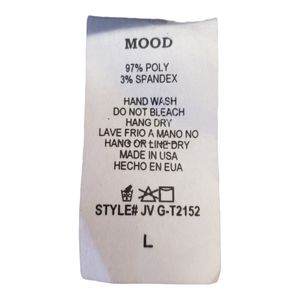 MOOD
97% POLY
3% SPANDEX
HAND WASH
DO NOT BLEACH
HANG DRY
LAVE FRIO A MANO NO
HANG OR LINE DRY
MADE IN USA
HECHO EN EUA
STYLE# JV G-T2152
L